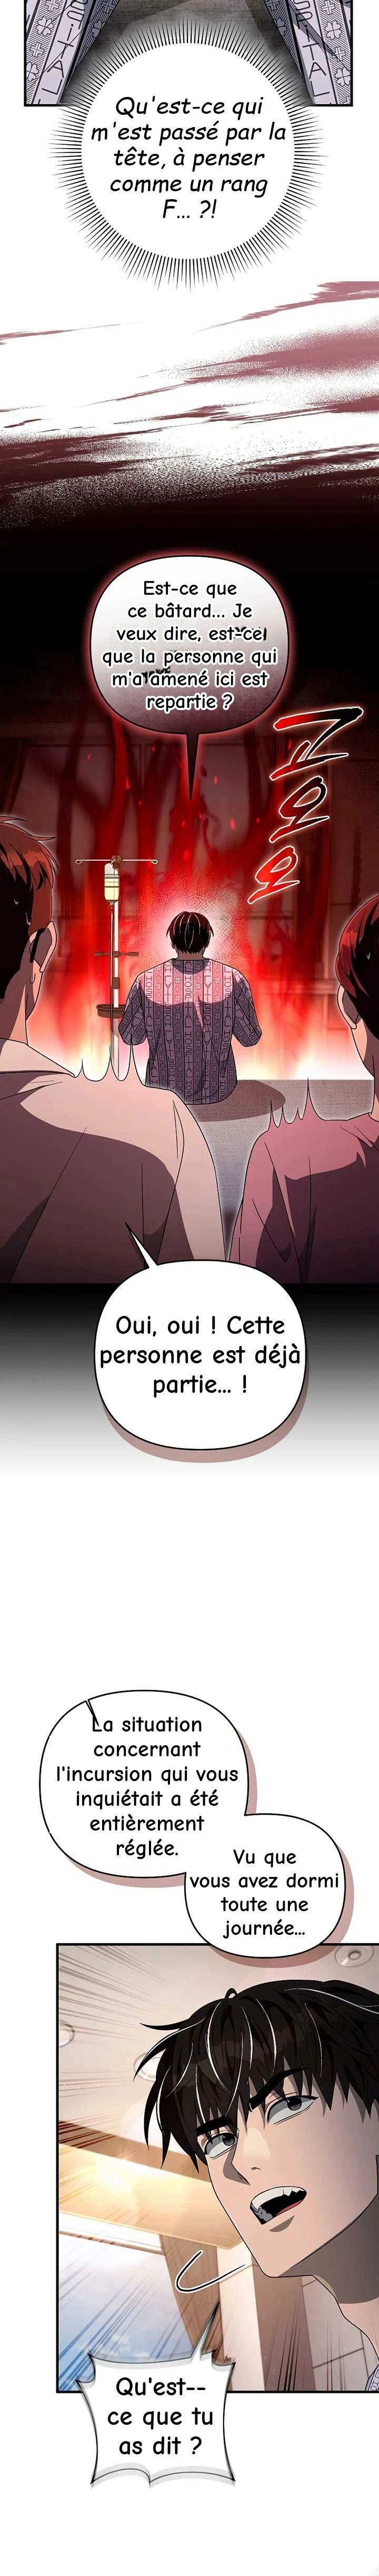 Qu'est-ce qui
m'est passé par la
tête, à penser
comme un rang
F... ?!
Est-ce que
ce bâtard... Je
veux dire, est-ce
que la personne qui
m'a amené ici est
repartie ?
고오오
Oui, oui ! Cette
personne est déjà
partie... !
La situation
concernant
l'incursion qui vous
inquiétait a été
entièrement
réglée.
Vu que
vous avez dormi
toute une
journée...
Qu'est--
ce que tu
as dit ?